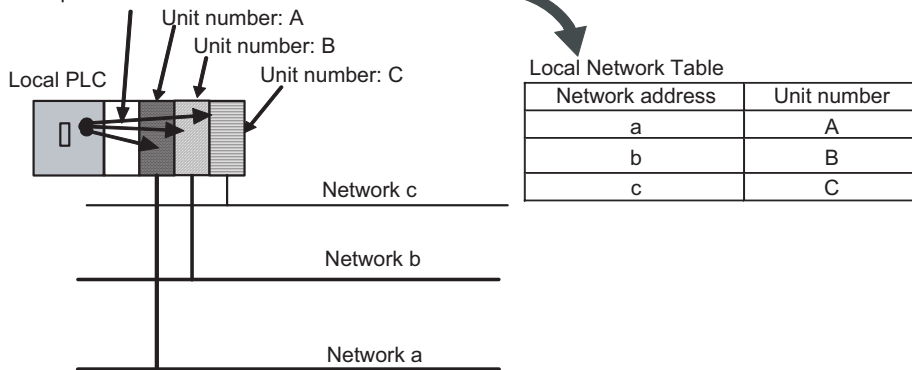 Unit number: A
Unit number: B
Unit number: C
Local PLC
Network c
Network b
Network a
Local Network Table
Network address Unit number
a A
b B
c C